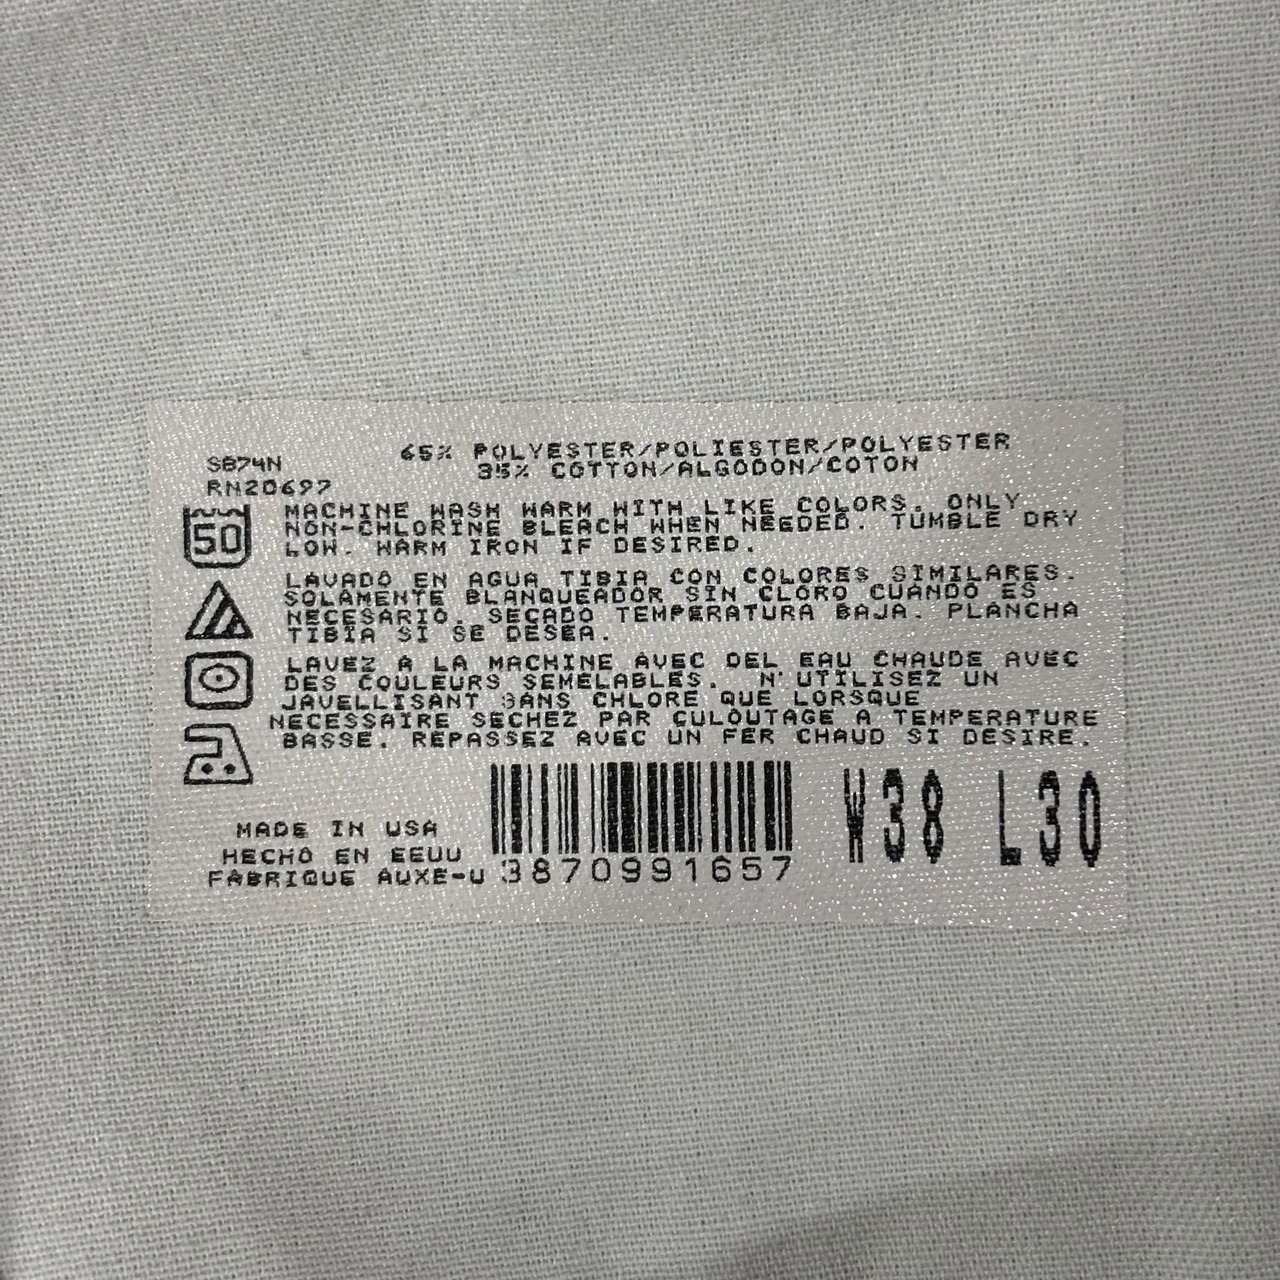 S874N
RN20697
65% POLYESTER/POLIESTER/POLYESTER
35% COTTON/ALGODON/COTON
50
MACHINE WASH WARM WITH LIKE COLORS. ONLY
NON-CHLORINE BLEACH WHEN NEEDED. TUMBLE DRY
LOW. WARM IRON IF DESIRED.
LAVADO EN AGUA TIBIA CON COLORES SIMILARES.
SOLAMENTE BLANQUEADOR SIN CLORO CUANDO ES
NECESARIO. SECADO TEMPERATURA BAJA. PLANCHA
TIBIA SI SE DESEA.
LAVEZ A LA MACHINE AVEC DEL EAU CHAUDE AVEC
DES COULEURS SEMELABLES. N'UTILISEZ UN
JAVELLISANT SANS CHLORE QUE LORSQUE
NECESSAIRE SECHEZ PAR CULOUTAGE A TEMPERATURE
BASSE. REPASSEZ AVEC UN FER CHAUD SI DESIRE.
MADE IN USA
HECHO EN EEUU
FABRIQUE AUXE-U
38709991657
W38 L30